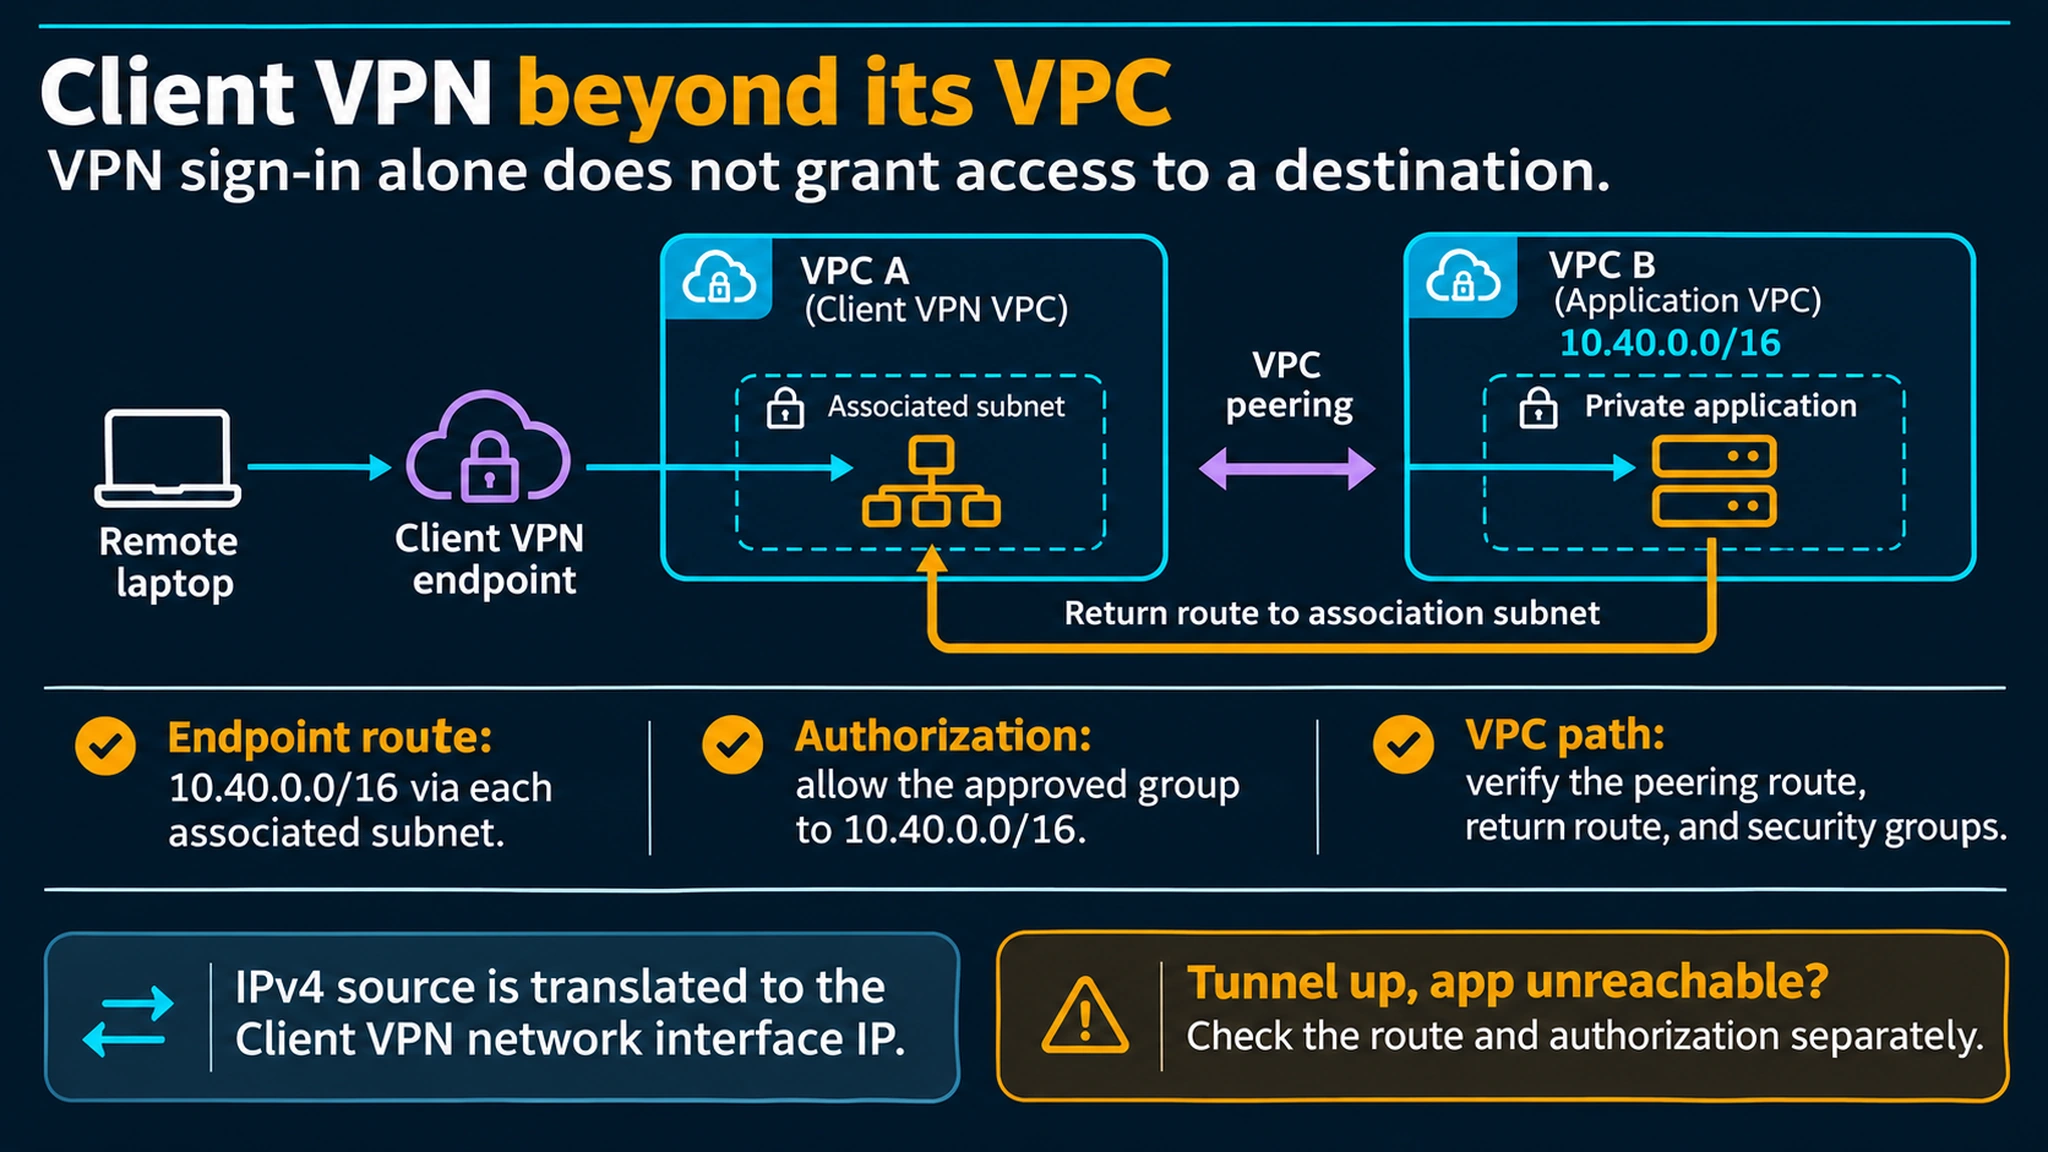 Client VPN beyond its VPC
VPN sign-in alone does not grant access to a destination.
Remote
laptop
Client VPN
endpoint
VPC A
(Client VPN VPC)
Associated subnet
VPC
peering
VPC B
(Application VPC)
10.40.0.0/16
Private application
Return route to association subnet
Endpoint route:
10.40.0.0/16 via each
associated subnet.
Authorization:
allow the approved group
to 10.40.0.0/16.
VPC path:
verify the peering route,
return route, and security groups.
IPv4 source is translated to the
Client VPN network interface IP.
Tunnel up, app unreachable?
Check the route and authorization separately.